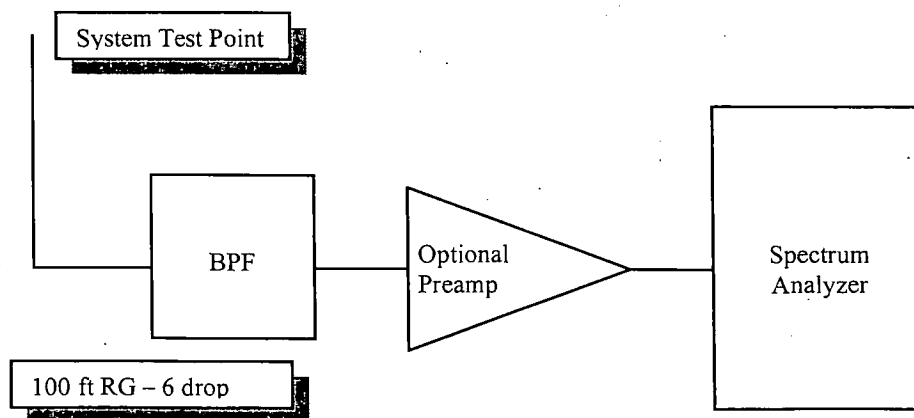 System Test Point
BPF
Optional
Preamp
Spectrum
Analyzer
100 ft RG – 6 drop